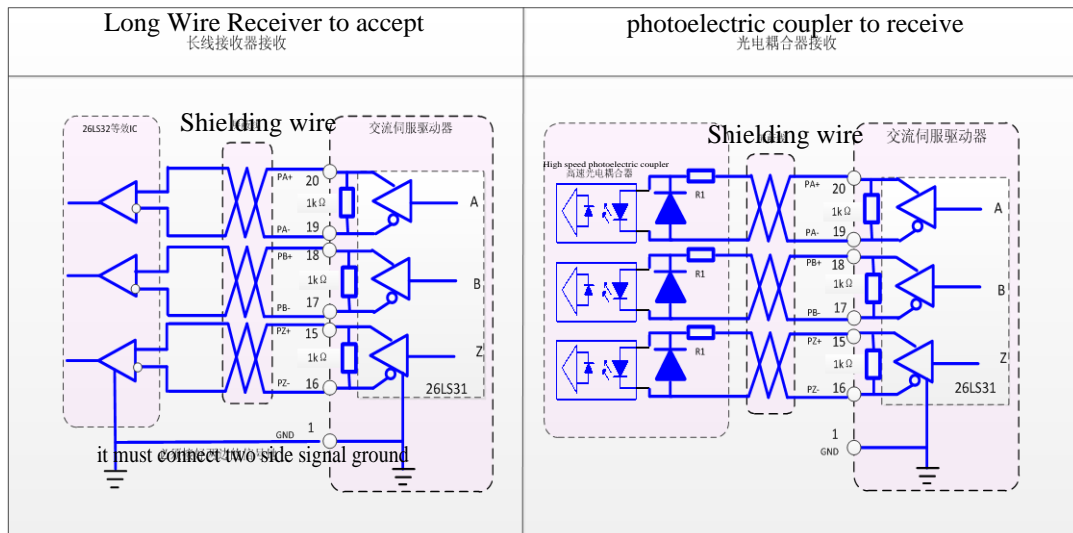 Long Wire Receiver to accept
长线接收器接收
photoelectric coupler to receive
光电耦合器接收
26LS32等效IC
Shielding wire
交流伺服驱动器
PA+
20
1kΩ
A
PA-
19
PB+
18
1kΩ
B
PB-
17
PZ+
15
1kΩ
Z
PZ-
16
26LS31
GND
1
it must connect two side signal ground
High speed photoelectric coupler
高速光电耦合器
Shielding wire
交流伺服驱动器
R1
PA+
20
1kΩ
A
PA-
19
R1
PB+
18
1kΩ
B
PB-
17
R1
PZ+
15
1kΩ
Z
PZ-
16
26LS31
1
GND